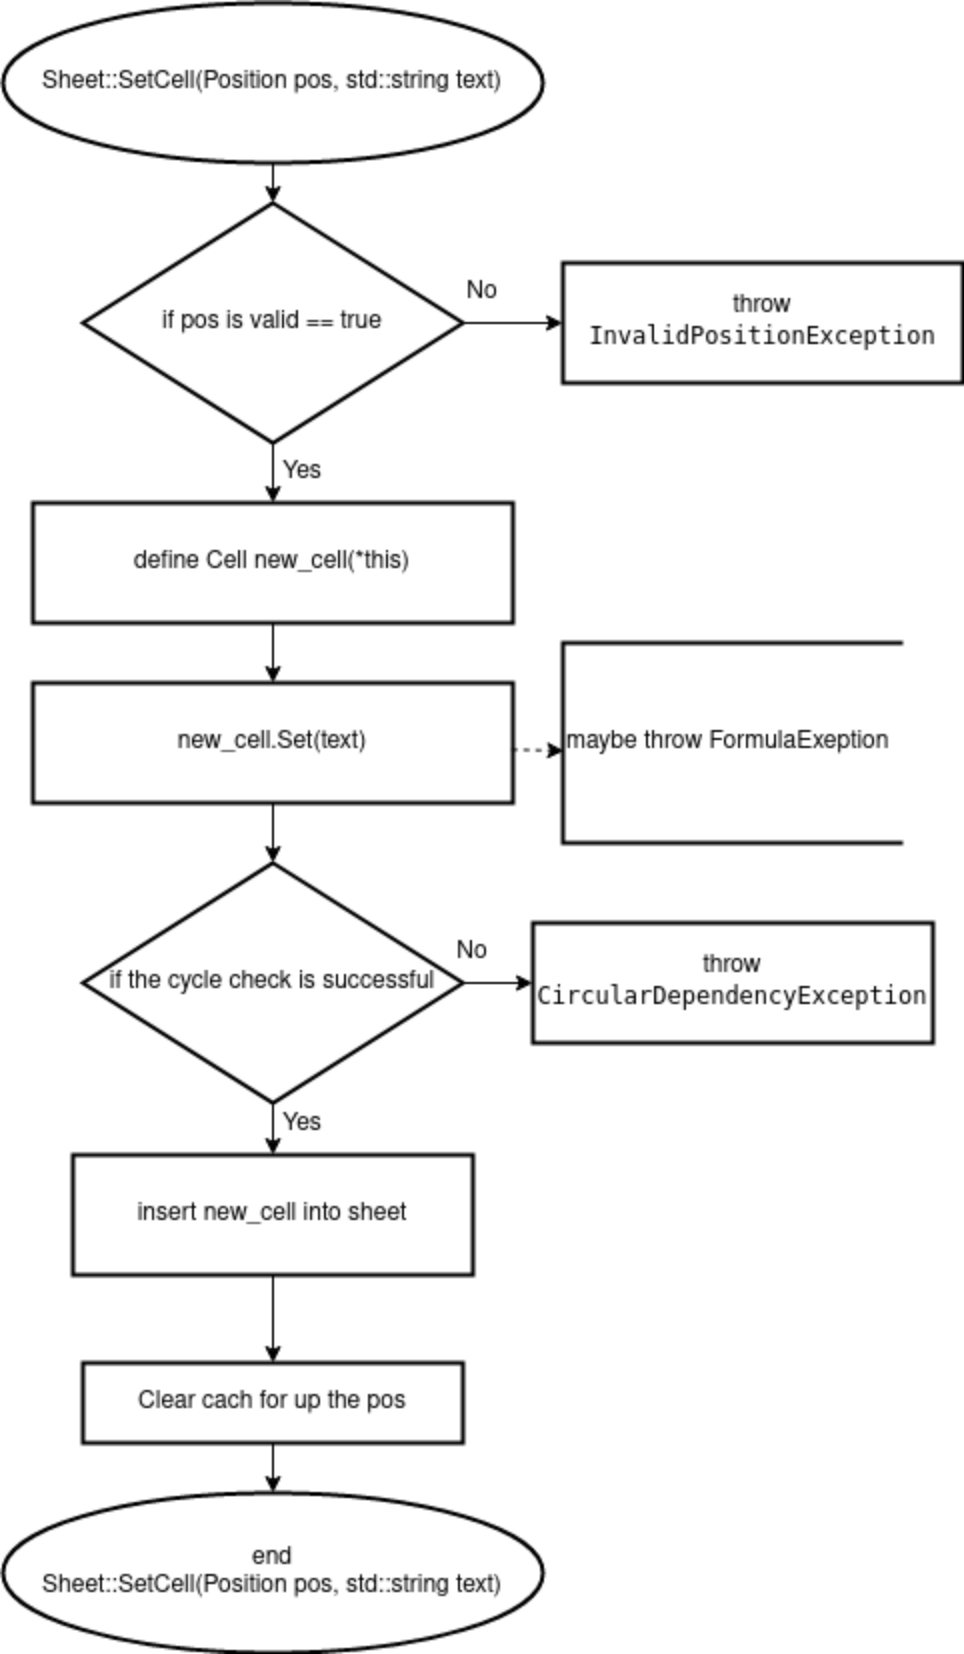 Sheet::SetCell(Position pos, std::string text)
if pos is valid == true
No
throw
InvalidPositionException
Yes
define Cell new_cell(*this)
new_cell.Set(text)
maybe throw FormulaExeption
if the cycle check is successful
No
throw
CircularDependencyException
Yes
insert new_cell into sheet
Clear cach for up the pos
end
Sheet::SetCell(Position pos, std::string text)